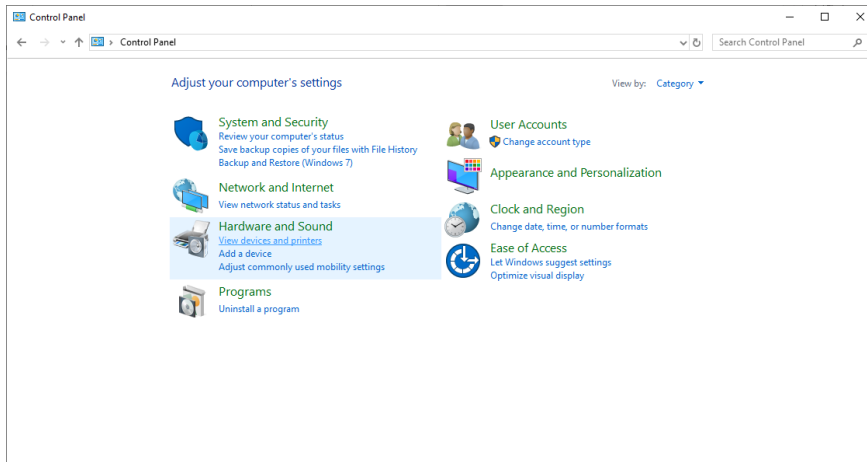 Control Panel
Control Panel
Search Control Panel
Adjust your computer's settings
View by: Category
System and Security
Review your computer's status
Save backup copies of your files with File History
Backup and Restore (Windows 7)
Network and Internet
View network status and tasks
Hardware and Sound
View devices and printers
Add a device
Adjust commonly used mobility settings
Programs
Uninstall a program
User Accounts
Change account type
Appearance and Personalization
Clock and Region
Change date, time, or number formats
Ease of Access
Let Windows suggest settings
Optimize visual display